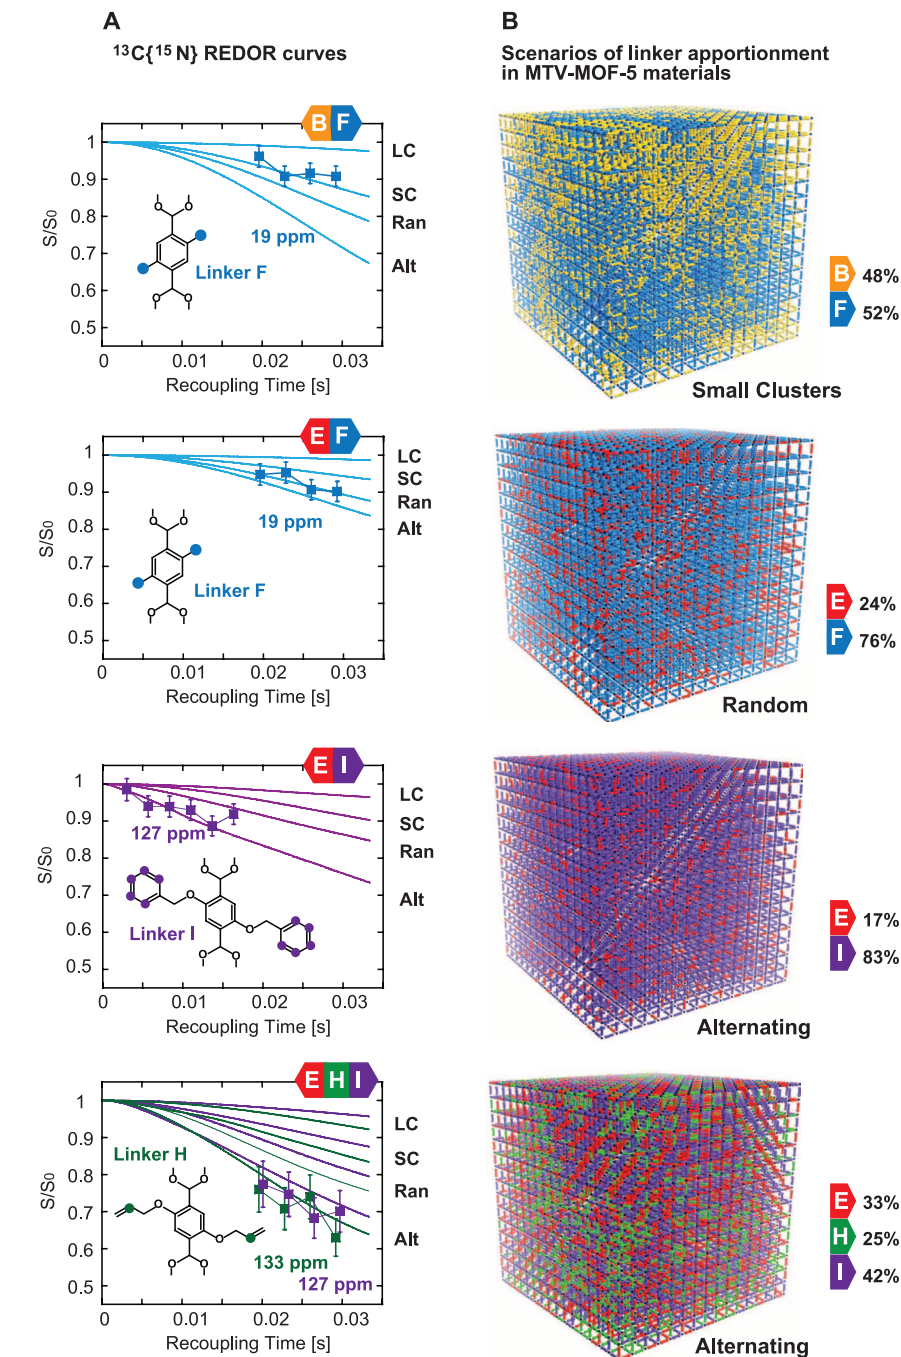 A
¹³C{¹⁵N} REDOR curves
B
Scenarios of linker apportionment
in MTV-MOF-5 materials
B F
1
0.9
0.8
0.7
0.6
0.5
S/S₀
LC
SC
Ran
Alt
19 ppm
Linker F
O O
O O
0 0.01 0.02 0.03
Recoupling Time [s]
B 48%
F 52%
Small Clusters
E F
1
0.9
0.8
0.7
0.6
0.5
S/S₀
LC
SC
Ran
Alt
19 ppm
Linker F
O O
O O
0 0.01 0.02 0.03
Recoupling Time [s]
E 24%
F 76%
Random
E I
1
0.9
0.8
0.7
0.6
0.5
S/S₀
LC
SC
Ran
Alt
127 ppm
Linker I
O O
O
O
O O
0 0.01 0.02 0.03
Recoupling Time [s]
E 17%
I 83%
Alternating
E H I
1
0.9
0.8
0.7
0.6
0.5
S/S₀
LC
SC
Ran
Alt
Linker H
O O
O
O
O O
133 ppm
127 ppm
0 0.01 0.02 0.03
Recoupling Time [s]
E 33%
H 25%
I 42%
Alternating